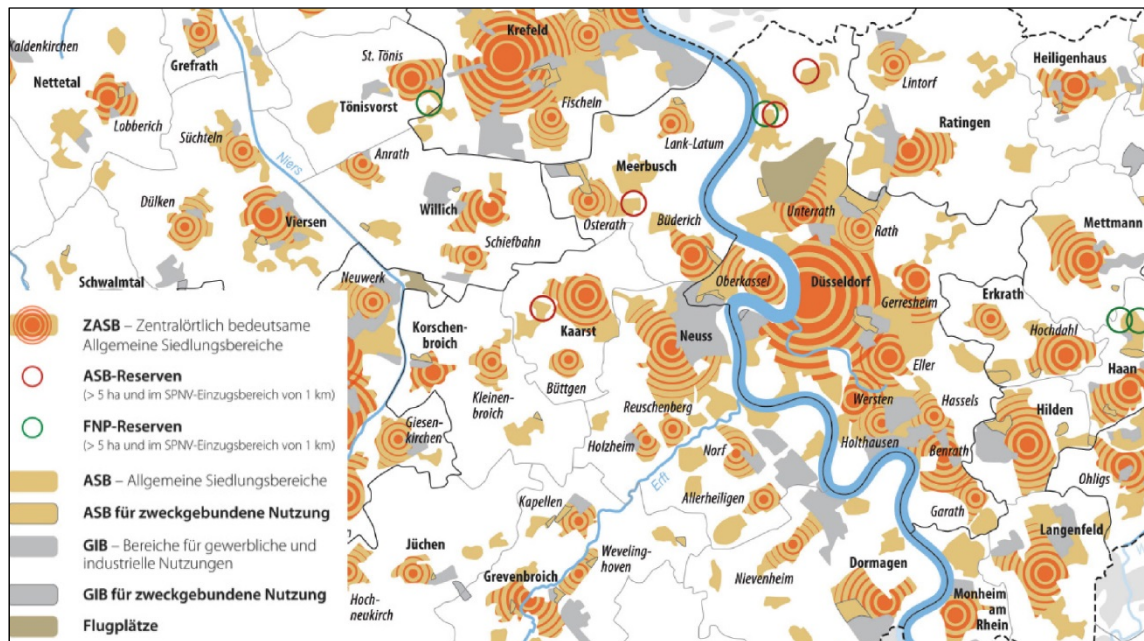 Kaldenkirchen
Grefrath
Nettetal
Lobberich
Süchteln
Dülken
Viersen
Schwalmtal
Niers
St. Tönis
Tönisvorst
Anrath
Krefeld
Fischeln
Willich
Schiefbahn
Neuwerk
Lank-Latum
Meerbusch
Osterath
Büderich
Lintorf
Heiligenhaus
Ratingen
Mettmann
Unterrath
Rath
Oberkassel
Düsseldorf
Gerresheim
Erkrath
Hochdahl
Haan
Korschen-
broich
Kaarst
Neuss
Büttgen
Kleinen-
broich
Eller
Wersten
Hassels
Hilden
Giesen-
kirchen
Reuschenberg
Holzheim
Norf
Holthausen
Benrath
Ohligs
Erft
Allerheiligen
Garath
Kapellen
Langenfeld
Jüchen
Weveling-
hoven
Grevenbroich
Nievenheim
Dormagen
Monheim
am
Rhein
Hoch-
neukirch
ZASB – Zentralörtlich bedeutsame
Allgemeine Siedlungsbereiche
ASB-Reserven
(> 5 ha und im SPNV-Einzugsbereich von 1 km)
FNP-Reserven
(> 5 ha und im SPNV-Einzugsbereich von 1 km)
ASB – Allgemeine Siedlungsbereiche
ASB für zweckgebundene Nutzung
GIB – Bereiche für gewerbliche und
industrielle Nutzungen
GIB für zweckgebundene Nutzung
Flugplätze